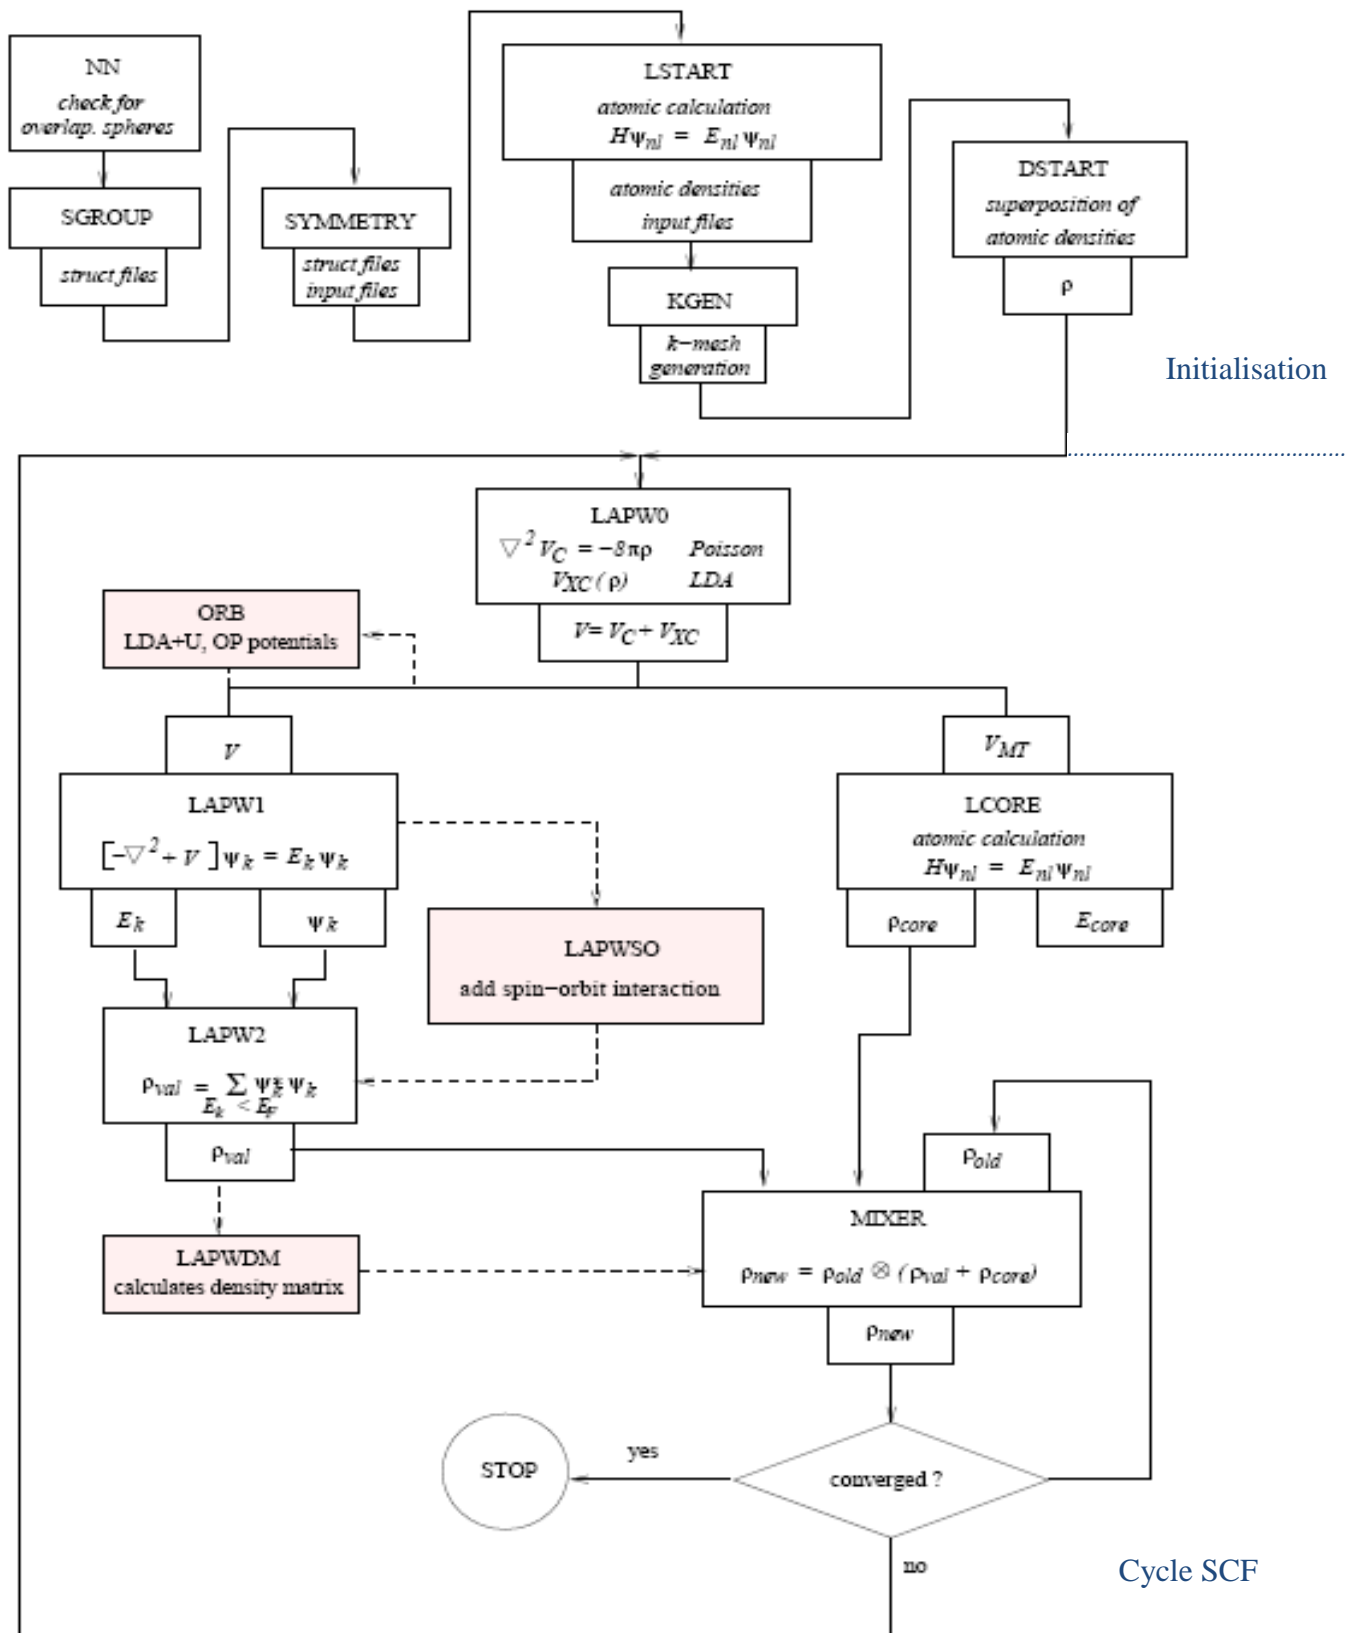 NN
check for
overlap. spheres
SGROUP
struct files
SYMMETRY
struct files
input files
LSTART
atomic calculation
Hψnl = Enl ψnl
atomic densities
input files
KGEN
k−mesh
generation
DSTART
superposition of
atomic densities
ρ
Initialisation
LAPW0
▽² VC = −8πρ Poisson
VXC (ρ) LDA
V= VC + VXC
ORB
LDA+U, OP potentials
V
LAPW1
[−▽² + V ] ψk = Ek ψk
Ek
ψk
VMT
LCORE
atomic calculation
Hψnl = Enl ψnl
ρcore
Ecore
LAPWSO
add spin−orbit interaction
LAPW2
ρval = Σ ψk* ψk
Ek < EF
ρval
LAPWDM
calculates density matrix
ρold
MIXER
ρnew = ρold ⊗ (ρval + ρcore)
ρnew
STOP
yes
converged ?
no
Cycle SCF